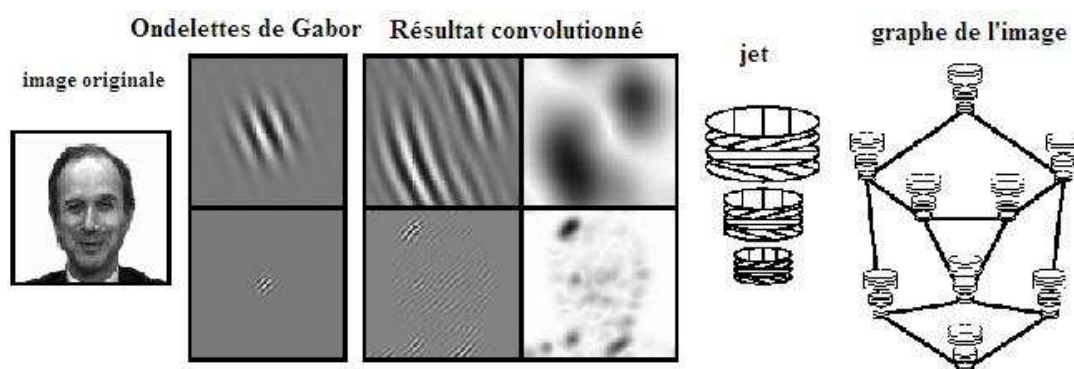 Ondelettes de Gabor
Résultat convolutionné
graphe de l'image
jet
image originale